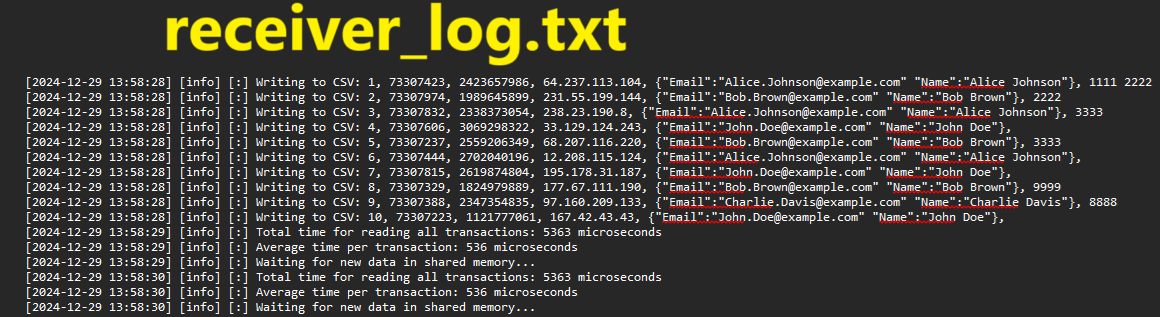 receiver_log.txt
[2024-12-29 13:58:28] [info] [:] Writing to CSV: 1, 73307423, 2423657986, 64.237.113.104, {"Email":"Alice.Johnson@example.com" "Name":"Alice Johnson"}, 1111 2222
[2024-12-29 13:58:28] [info] [:] Writing to CSV: 2, 73307974, 1989645899, 231.55.199.144, {"Email":"Bob.Brown@example.com" "Name":"Bob Brown"}, 2222
[2024-12-29 13:58:28] [info] [:] Writing to CSV: 3, 73307832, 2338373054, 238.23.190.8, {"Email":"Alice.Johnson@example.com" "Name":"Alice Johnson"}, 3333
[2024-12-29 13:58:28] [info] [:] Writing to CSV: 4, 73307606, 3069298322, 33.129.124.243, {"Email":"John.Doe@example.com" "Name":"John Doe"},
[2024-12-29 13:58:28] [info] [:] Writing to CSV: 5, 73307237, 2559206349, 68.207.116.220, {"Email":"Bob.Brown@example.com" "Name":"Bob Brown"}, 3333
[2024-12-29 13:58:28] [info] [:] Writing to CSV: 6, 73307444, 2702040196, 12.208.115.124, {"Email":"Alice.Johnson@example.com" "Name":"Alice Johnson"},
[2024-12-29 13:58:28] [info] [:] Writing to CSV: 7, 73307815, 2619874804, 195.178.31.187, {"Email":"John.Doe@example.com" "Name":"John Doe"},
[2024-12-29 13:58:28] [info] [:] Writing to CSV: 8, 73307329, 1824979889, 177.67.111.190, {"Email":"Bob.Brown@example.com" "Name":"Bob Brown"}, 9999
[2024-12-29 13:58:28] [info] [:] Writing to CSV: 9, 73307388, 2347354835, 97.160.209.133, {"Email":"Charlie.Davis@example.com" "Name":"Charlie Davis"}, 8888
[2024-12-29 13:58:28] [info] [:] Writing to CSV: 10, 73307223, 1121777061, 167.42.43.43, {"Email":"John.Doe@example.com" "Name":"John Doe"},
[2024-12-29 13:58:29] [info] [:] Total time for reading all transactions: 5363 microseconds
[2024-12-29 13:58:29] [info] [:] Average time per transaction: 536 microseconds
[2024-12-29 13:58:29] [info] [:] Waiting for new data in shared memory...
[2024-12-29 13:58:30] [info] [:] Total time for reading all transactions: 5363 microseconds
[2024-12-29 13:58:30] [info] [:] Average time per transaction: 536 microseconds
[2024-12-29 13:58:30] [info] [:] Waiting for new data in shared memory...